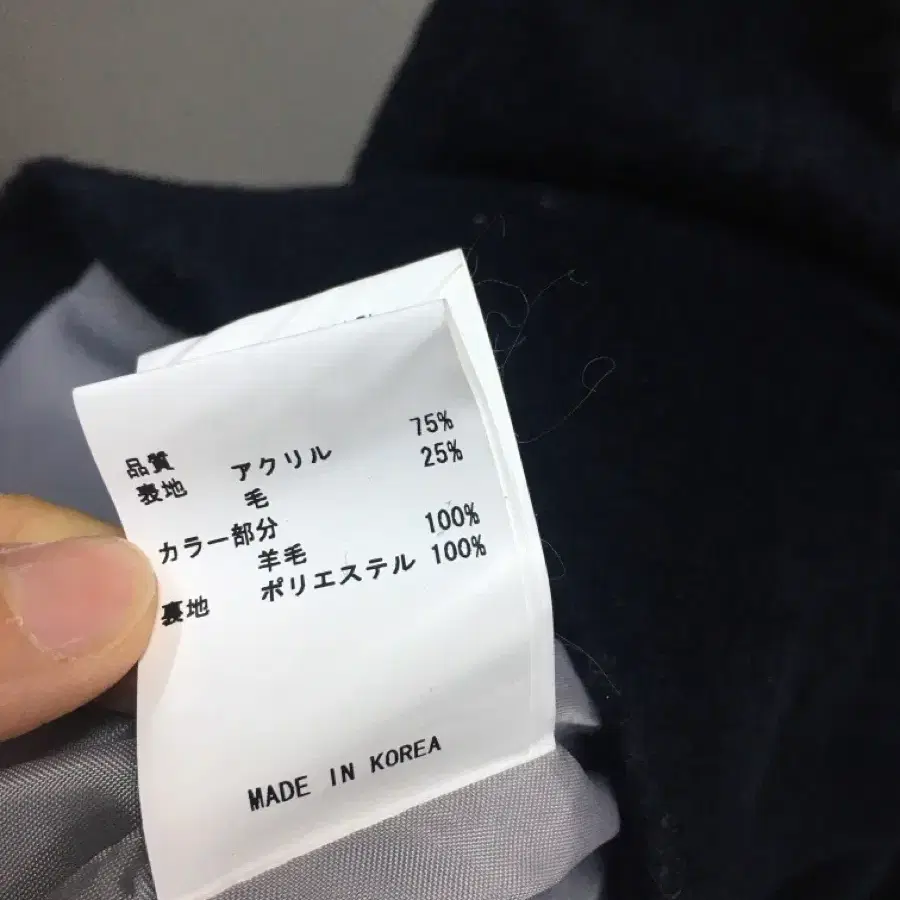 品質
表地 アクリル 75%
毛 25%
カラー部分
羊毛 100%
裏地 ポリエステル 100%
MADE IN KOREA